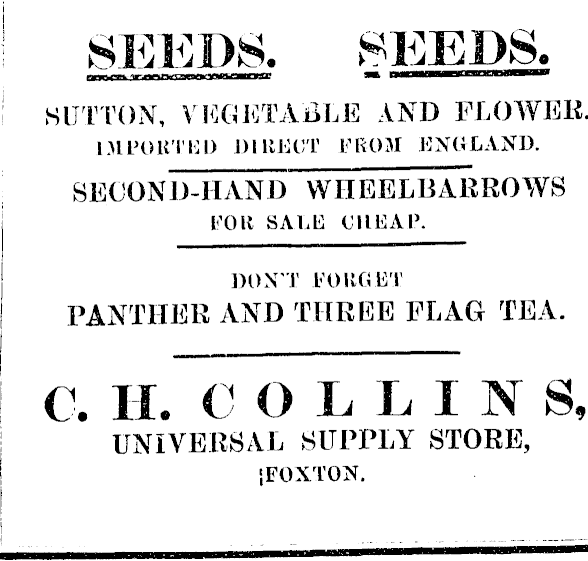 SEEDS. SEEDS.
SUTTON, VEGETABLE AND FLOWER.
IMPORTED DIRECT FROM ENGLAND.
SECOND-HAND WHEELBARROWS
FOR SALE CHEAP.
DON'T FORGET
PANTHER AND THREE FLAG TEA.
C. H. COLLINS,
UNIVERSAL SUPPLY STORE,
FOXTON.